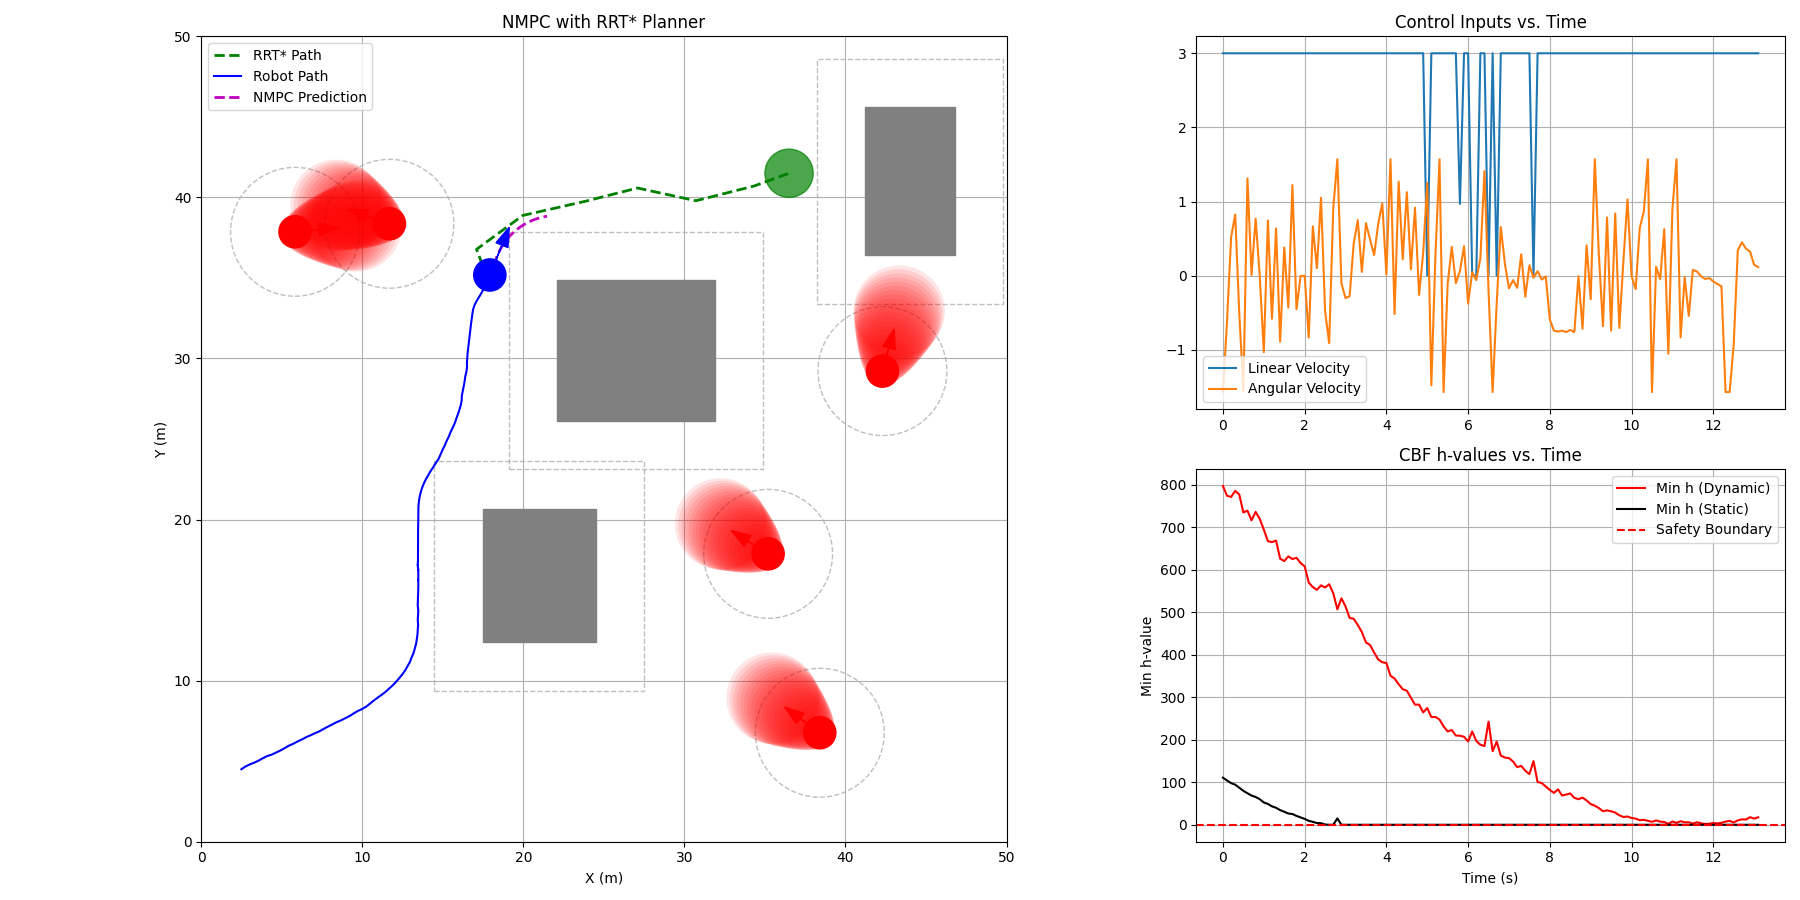 NMPC with RRT* Planner
50
40
30
20
10
0
Y (m)
RRT* Path
Robot Path
NMPC Prediction
0 10 20 30 40 50
X (m)
Control Inputs vs. Time
3
2
1
0
−1
Linear Velocity
Angular Velocity
0 2 4 6 8 10 12
CBF h-values vs. Time
800
700
600
500
400
300
200
100
0
Min h-value
Min h (Dynamic)
Min h (Static)
Safety Boundary
0 2 4 6 8 10 12
Time (s)